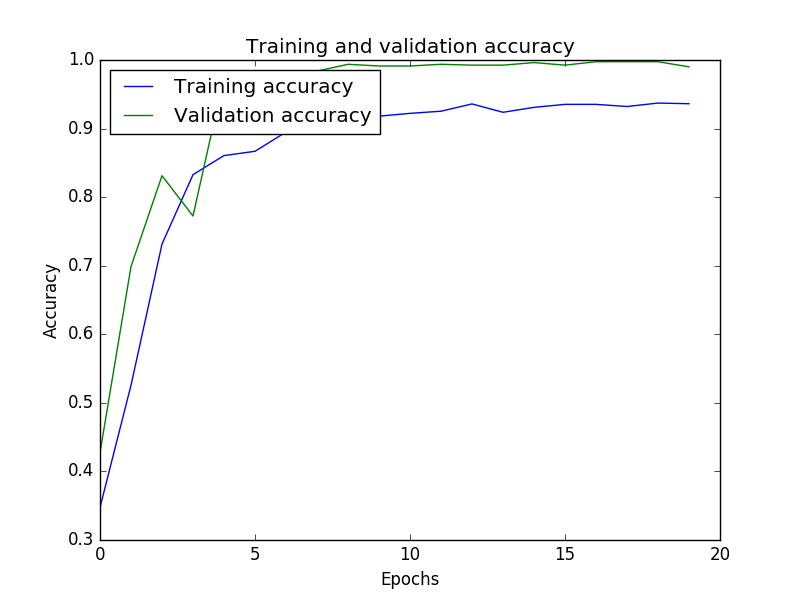 Training and validation accuracy
1.0
Training accuracy
Validation accuracy
0.9
0.8
0.7
Accuracy
0.6
0.5
0.4
0.3
0 5 10 15 20
Epochs